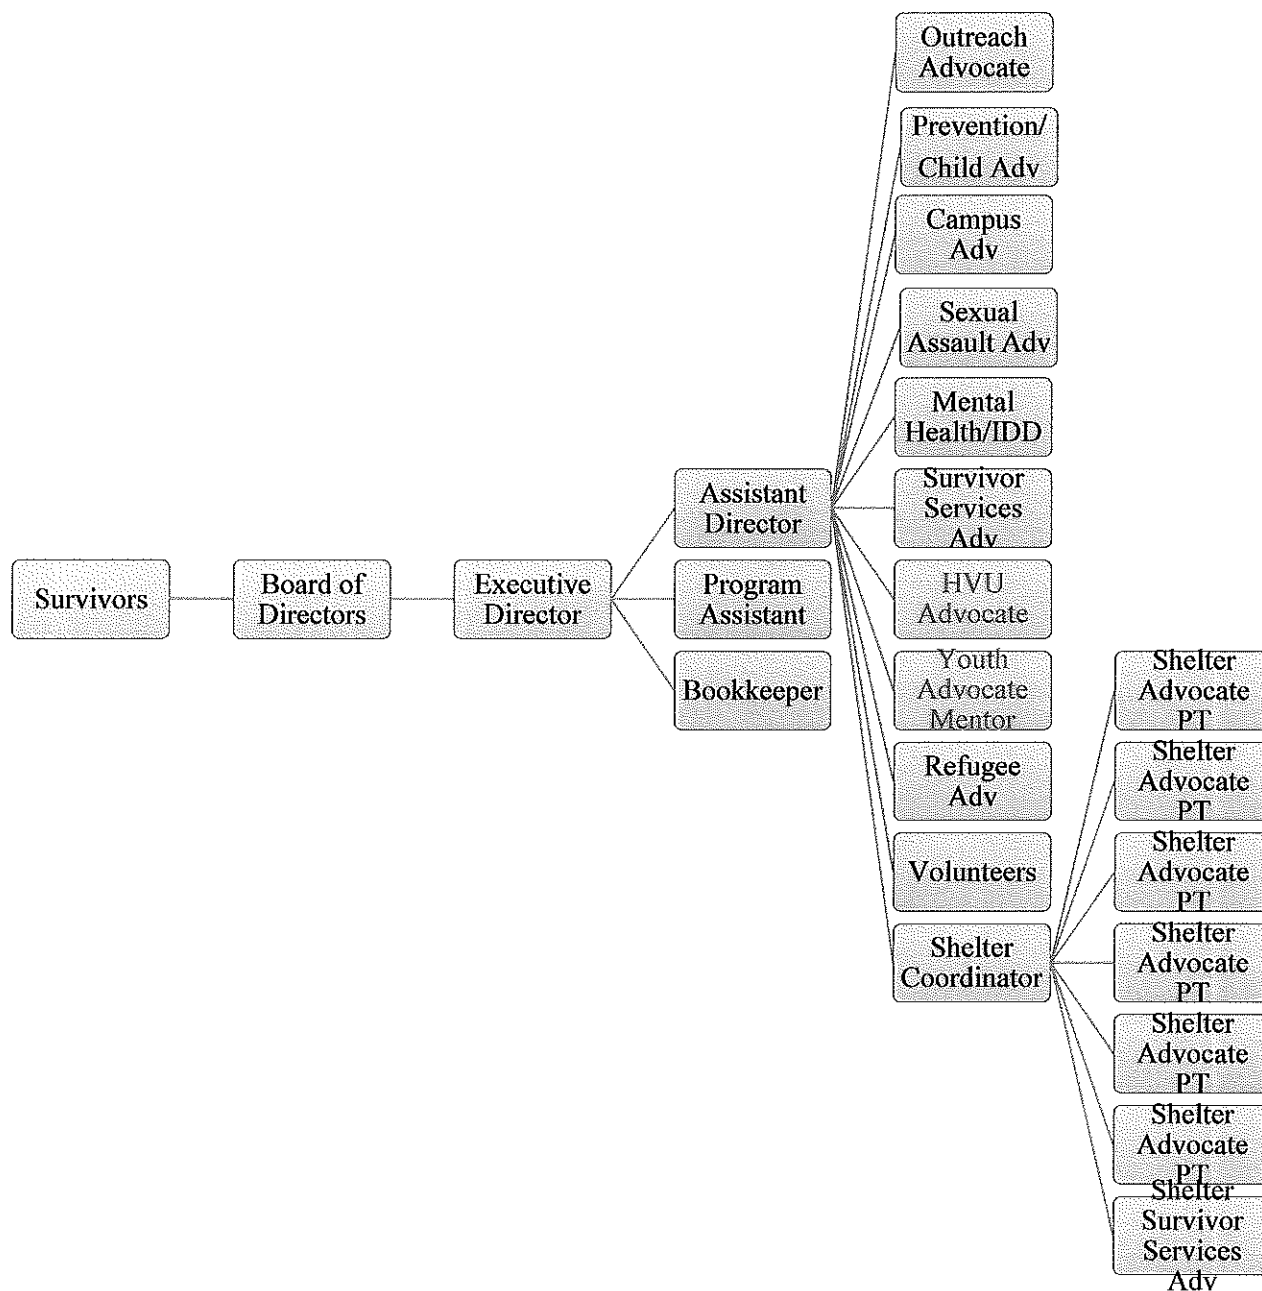 Outreach
Advocate
Prevention/
Child Adv
Campus
Adv
Sexual
Assault Adv
Mental
Health/IDD
Assistant
Director
Survivor
Services
Adv
Survivors
Board of
Directors
Executive
Director
Program
Assistant
HVU
Advocate
Bookkeeper
Youth
Advocate
Mentor
Shelter
Advocate
PT
Refugee
Adv
Shelter
Advocate
PT
Volunteers
Shelter
Advocate
PT
Shelter
Coordinator
Shelter
Advocate
PT
Shelter
Advocate
PT
Shelter
Advocate
PT
Shelter
Survivor
Services
Adv